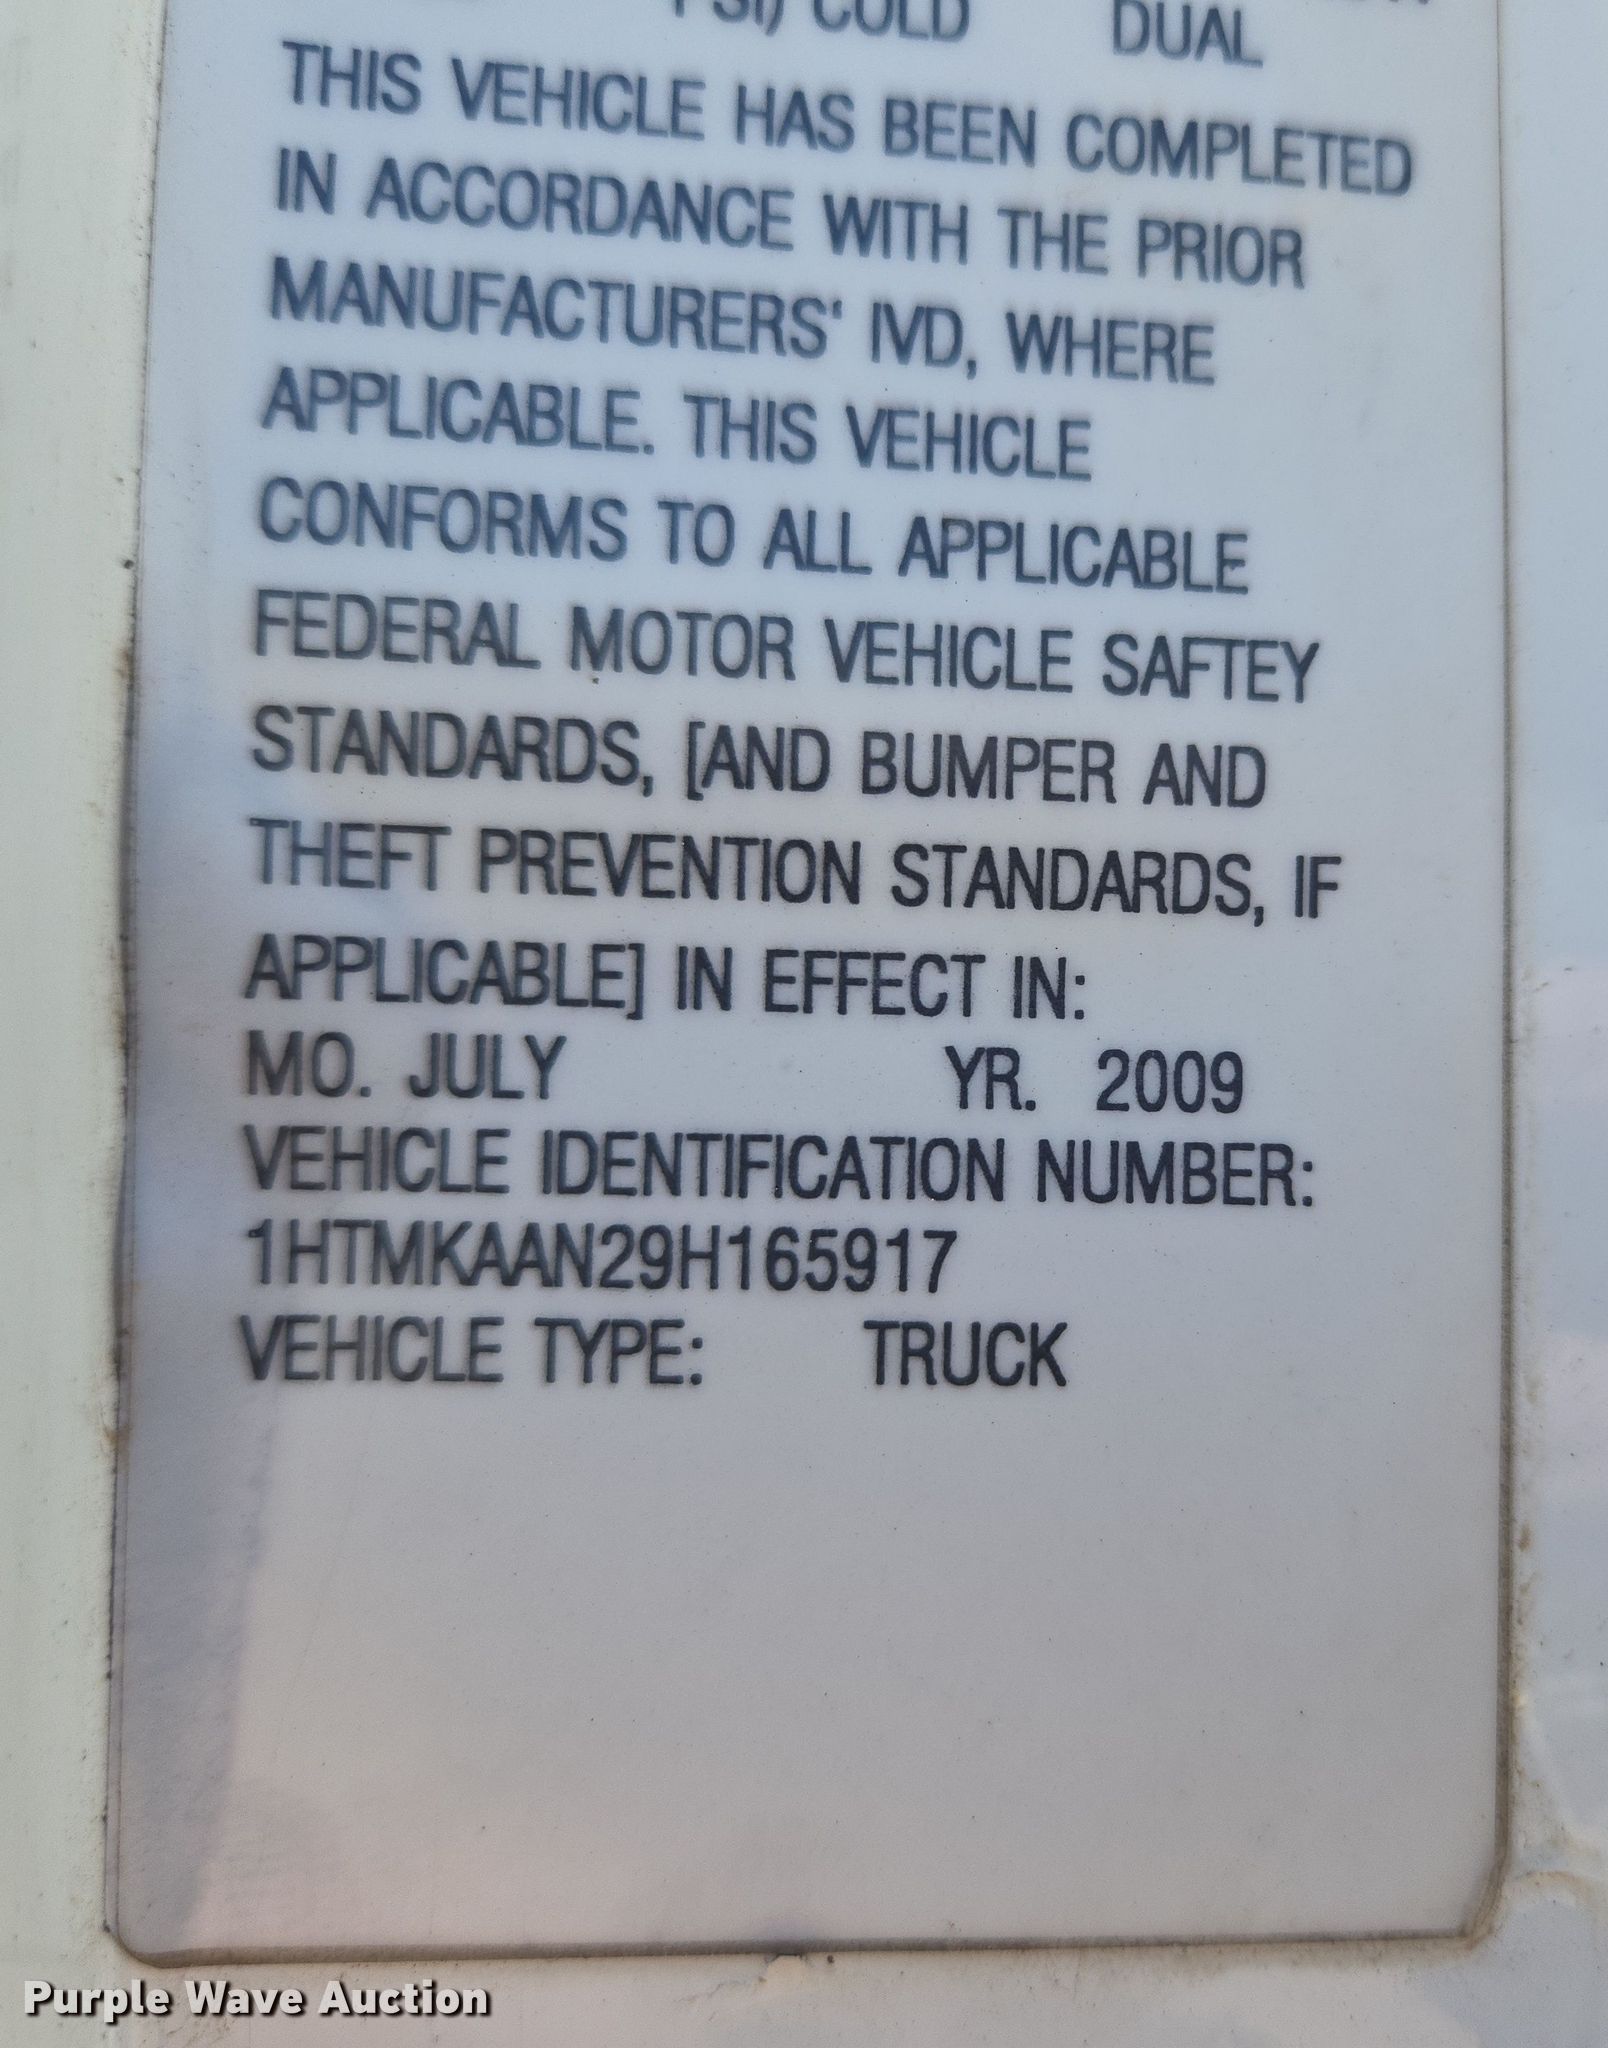 PSI) COLD DUAL
THIS VEHICLE HAS BEEN COMPLETED
IN ACCORDANCE WITH THE PRIOR
MANUFACTURERS' IVD, WHERE
APPLICABLE. THIS VEHICLE
CONFORMS TO ALL APPLICABLE
FEDERAL MOTOR VEHICLE SAFTEY
STANDARDS, [AND BUMPER AND
THEFT PREVENTION STANDARDS, IF
APPLICABLE] IN EFFECT IN:
MO. JULY YR. 2009
VEHICLE IDENTIFICATION NUMBER:
1HTMKAAN29H165917
VEHICLE TYPE: TRUCK
Purple Wave Auction